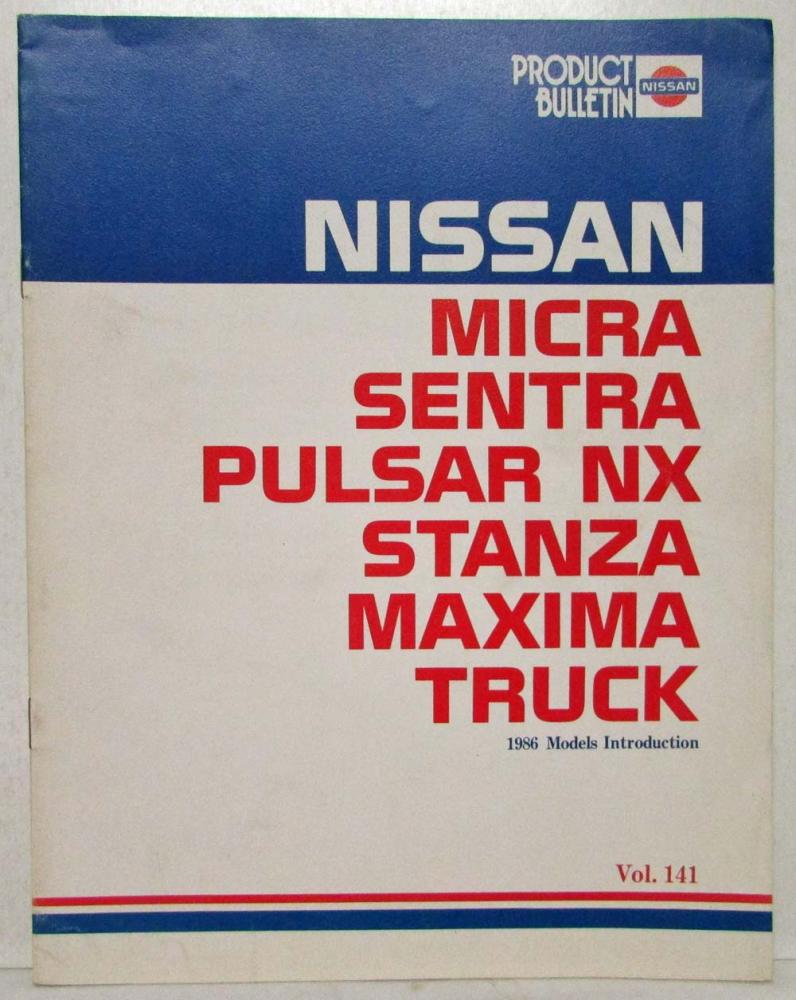 PRODUCT
BULLETIN
NISSAN
NISSAN
MICRA
SENTRA
PULSAR NX
STANZA
MAXIMA
TRUCK
1986 Models Introduction
Vol. 141